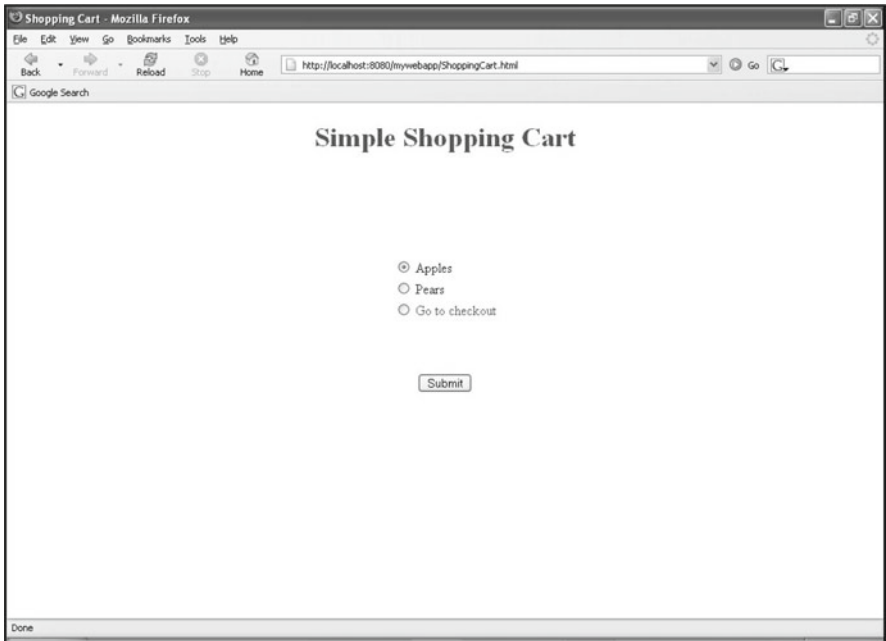 Shopping Cart - Mozilla Firefox
File Edit View Go Bookmarks Tools Help
Back Forward Reload Stop Home http://localhost:8080/mywebapp/ShoppingCart.html Go G
G Google Search
Simple Shopping Cart
Apples
Pears
Go to checkout
Submit
Done